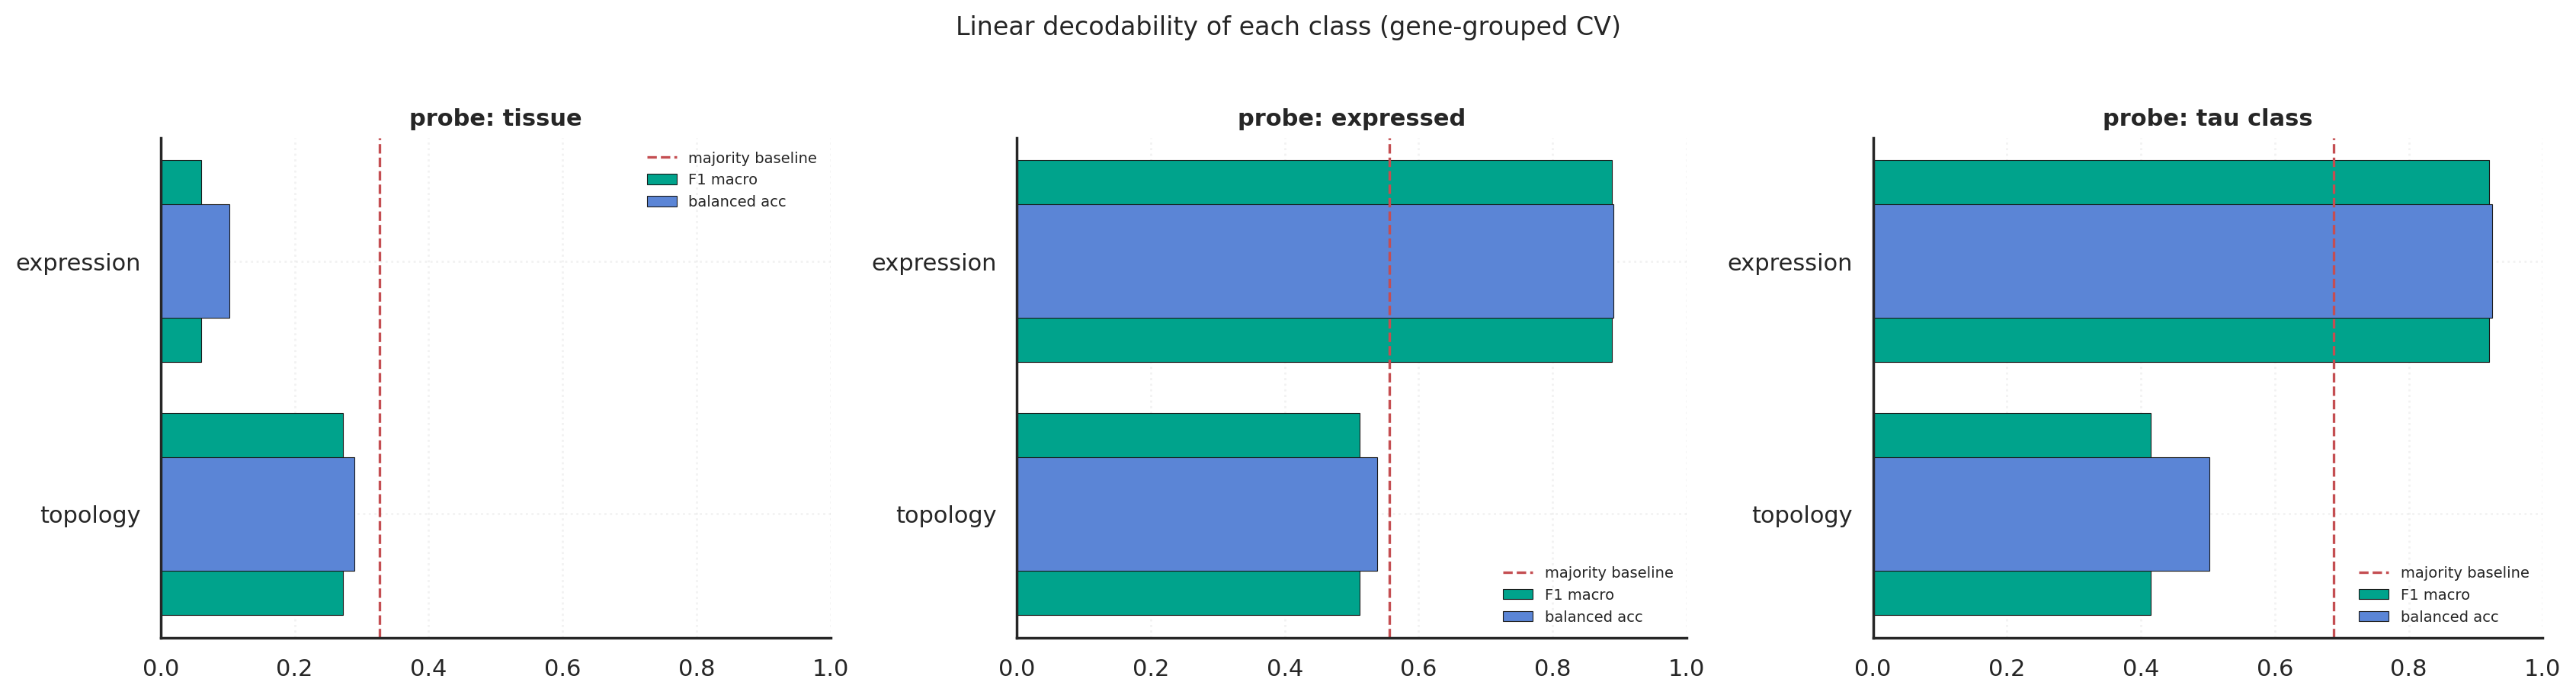 Linear decodability of each class (gene-grouped CV)
probe: tissue
majority baseline
F1 macro
balanced acc
expression
topology
0.0 0.2 0.4 0.6 0.8 1.0
probe: expressed
expression
topology
majority baseline
F1 macro
balanced acc
0.0 0.2 0.4 0.6 0.8 1.0
probe: tau class
expression
topology
majority baseline
F1 macro
balanced acc
0.0 0.2 0.4 0.6 0.8 1.0